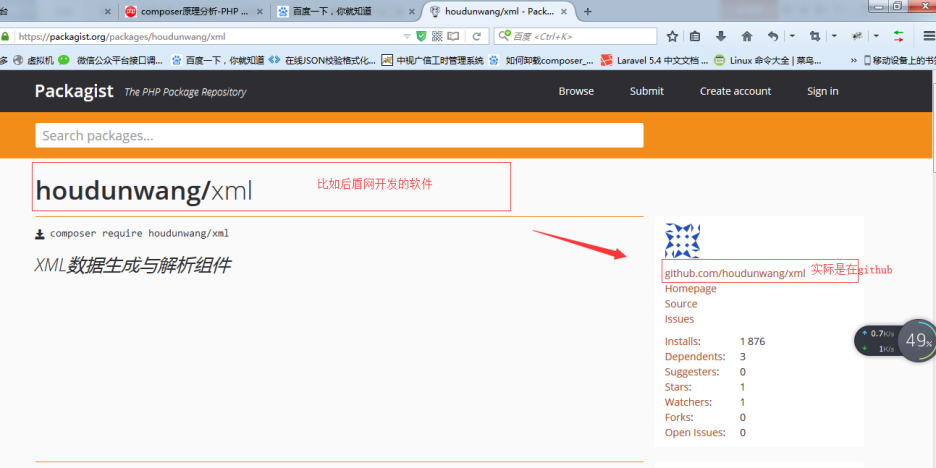 台
composer原理分析-PHP ...
百度一下，你就知道
houdunwang/xml - Pack...
https://packagist.org/packages/houdunwang/xml
百度 <Ctrl+K>
多
虚拟机
微信公众平台接口调...
百度一下，你就知道
在线JSON校验格式化...
中视广信工时管理系统
如何卸载composer_...
Laravel 5.4 中文文档 ...
Linux 命令大全 | 菜鸟...
移动设备上的书签
Packagist The PHP Package Repository
Browse Submit Create account Sign in
Search packages...
houdunwang/xml
比如后盾网开发的软件
composer require houdunwang/xml
XML数据生成与解析组件
github.com/houdunwang/xml 实际是在github
Homepage
Source
Issues
Installs: 1 876
Dependents: 3
Suggesters: 0
Stars: 1
Watchers: 1
Forks: 0
Open Issues: 0
0.7K/s
1K/s
49%